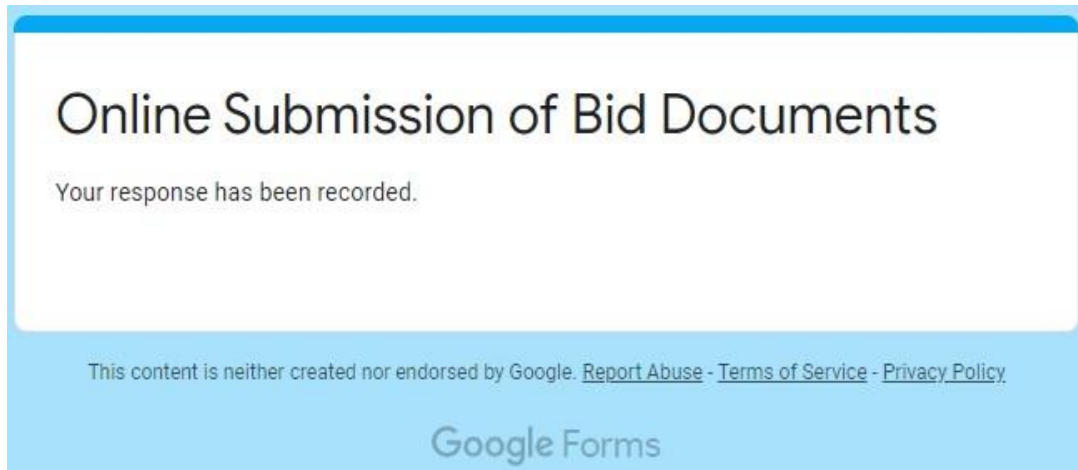 Online Submission of Bid Documents
Your response has been recorded.
This content is neither created nor endorsed by Google. Report Abuse - Terms of Service - Privacy Policy
Google Forms